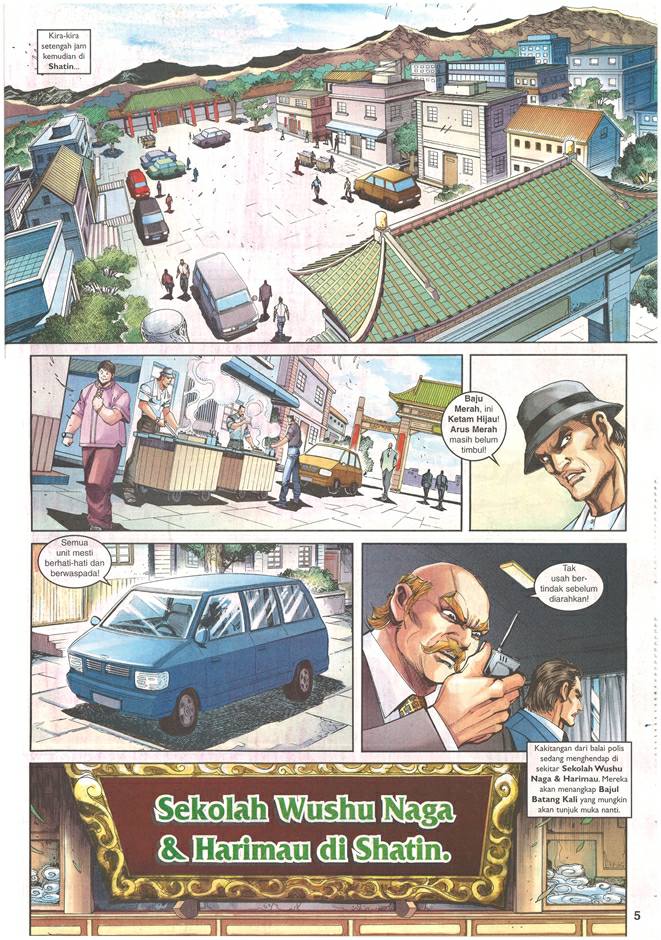 Kira-kira
setengah jam
kemudian di
Shatin...
Baju
Merah, ini
Ketam Hijau!
Arus Merah
masih belum
timbul!
Semua
unit mesti
berhati-hati dan
berwaspada!
Tak
usah ber-
tindak sebelum
diarahkan!
Kakitangan dari balai polis
sedang menghendap di
sekitar Sekolah Wushu
Naga & Harimau. Mereka
akan menangkap Bajul
Batang Kali yang mungkin
akan tunjuk muka nanti.
Sekolah Wushu Naga
& Harimau di Shatin.
5